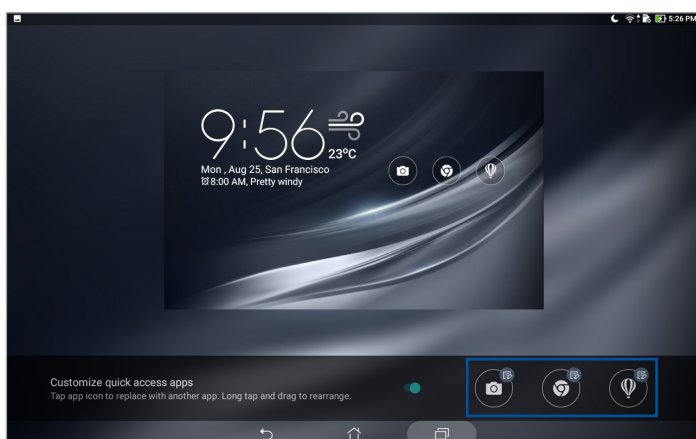 5:26 PM
9:56
23°C
Mon , Aug 25, San Francisco
8:00 AM, Pretty windy
Customize quick access apps
Tap app icon to replace with another app. Long tap and drag to rearrange.